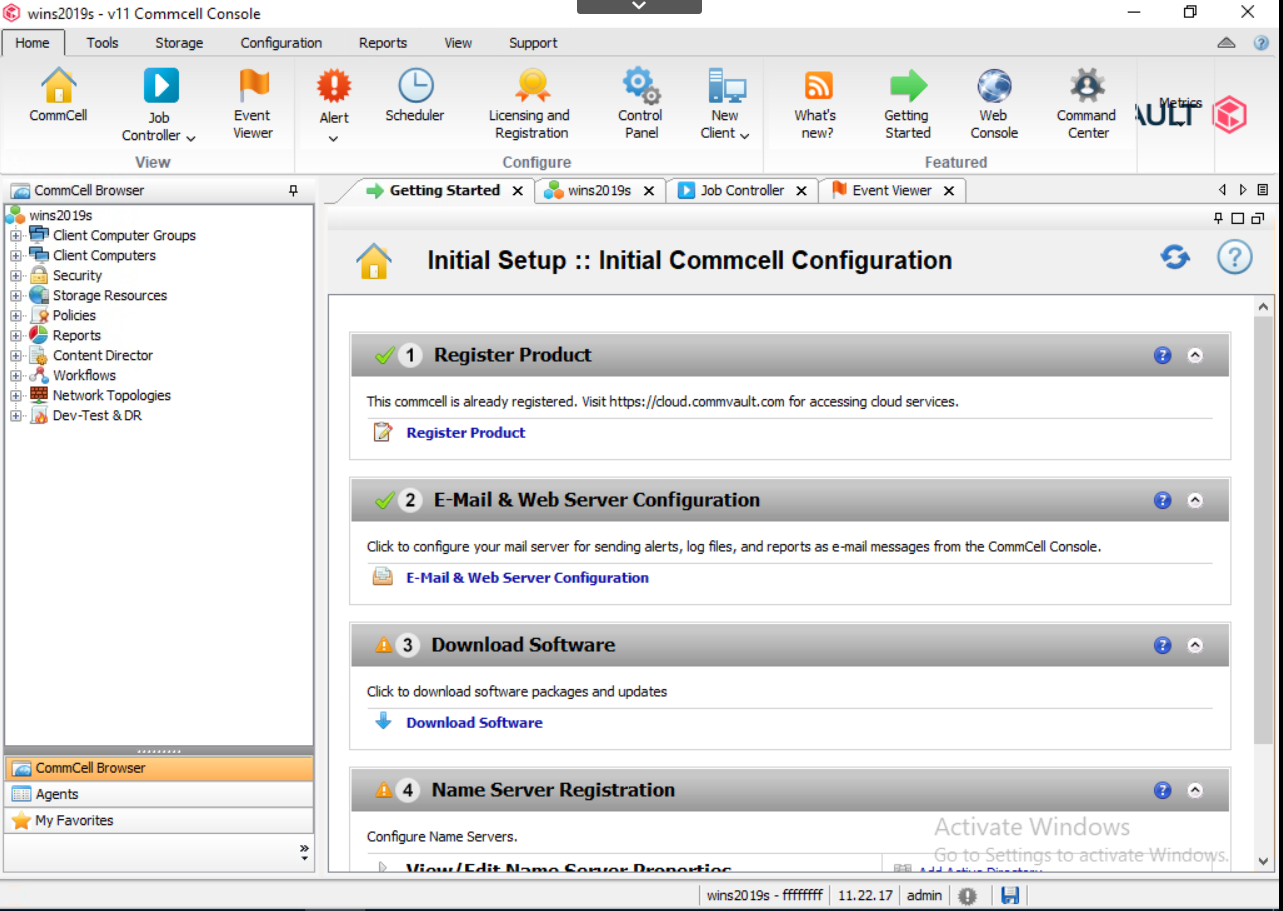 wins2019s - v11 Commcell Console
Home Tools Storage Configuration Reports View Support
CommCell
Job
Controller
Event
Viewer
View
Alert
Scheduler
Licensing and
Registration
Control
Panel
New
Client
Configure
What's
new?
Getting
Started
Web
Console
Command
Center
Featured
Metrics
AULT
CommCell Browser
wins2019s
Client Computer Groups
Client Computers
Security
Storage Resources
Policies
Reports
Content Director
Workflows
Network Topologies
Dev-Test & DR
CommCell Browser
Agents
My Favorites
Getting Started wins2019s Job Controller Event Viewer
Initial Setup :: Initial Commcell Configuration
1 Register Product
This commcell is already registered. Visit https://cloud.commvault.com for accessing cloud services.
Register Product
2 E-Mail & Web Server Configuration
Click to configure your mail server for sending alerts, log files, and reports as e-mail messages from the CommCell Console.
E-Mail & Web Server Configuration
3 Download Software
Click to download software packages and updates
Download Software
4 Name Server Registration
Configure Name Servers.
View/Edit Name Server Properties
Add Active Directory
Activate Windows
Go to Settings to activate Windows.
wins2019s - ffffffff 11.22.17 admin